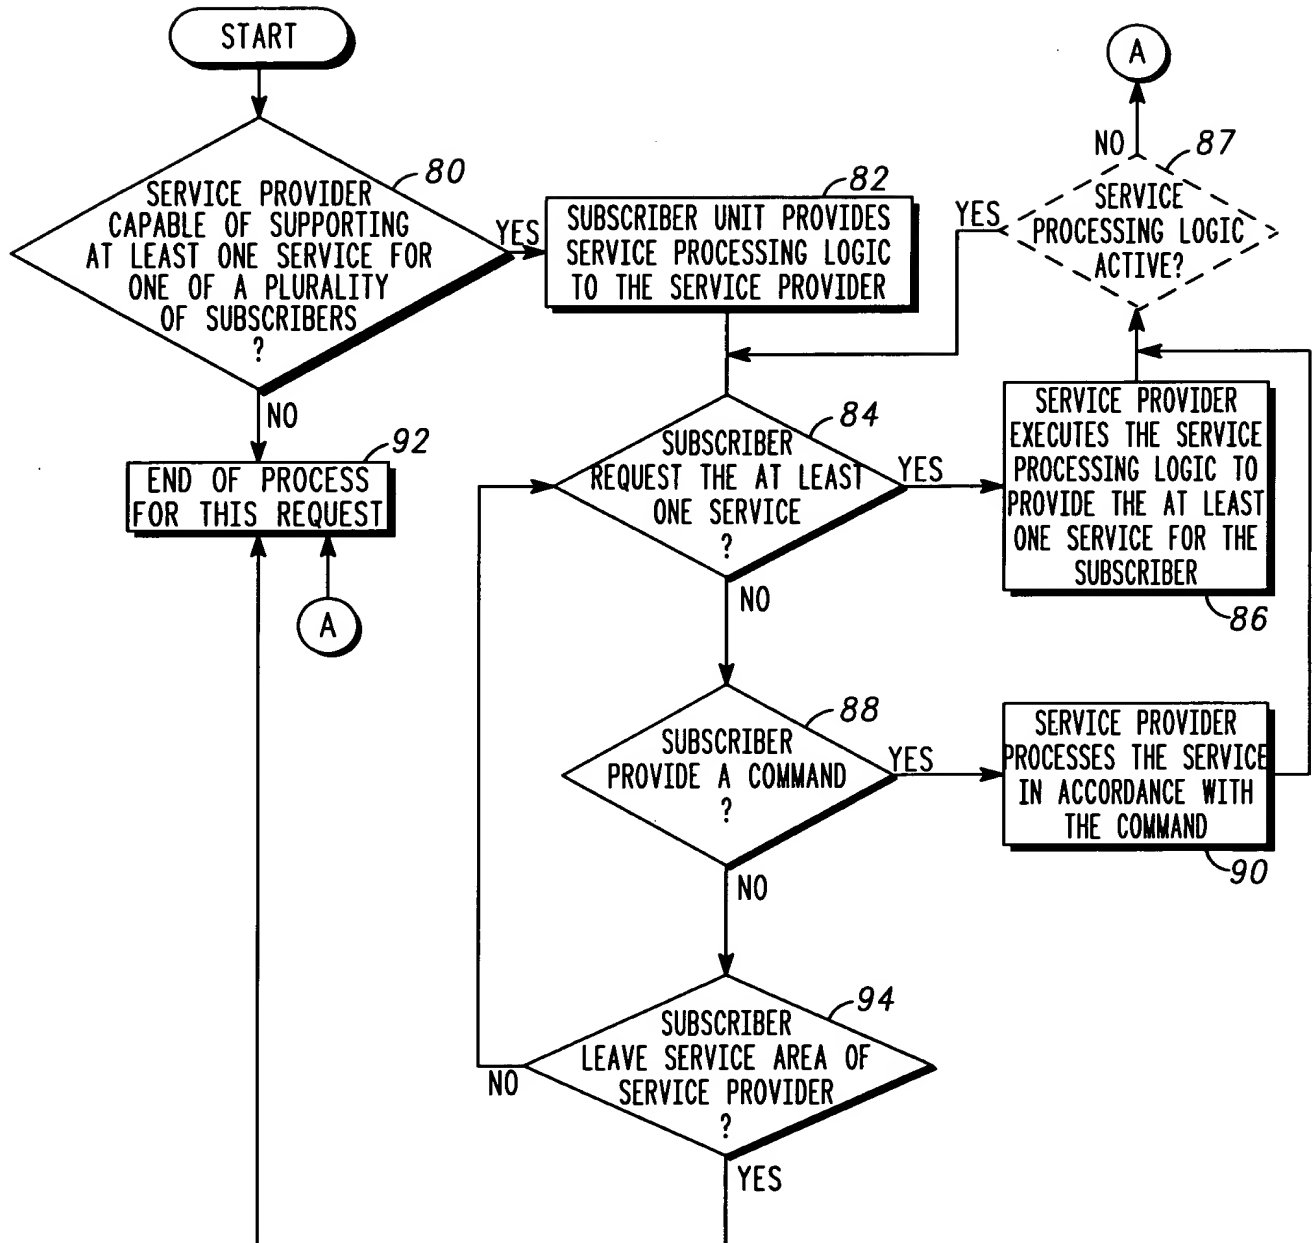 START
A
80
SERVICE PROVIDER
CAPABLE OF SUPPORTING
AT LEAST ONE SERVICE FOR
ONE OF A PLURALITY
OF SUBSCRIBERS
?
YES
NO
82
SUBSCRIBER UNIT PROVIDES
SERVICE PROCESSING LOGIC
TO THE SERVICE PROVIDER
NO
87
YES
SERVICE
PROCESSING LOGIC
ACTIVE?
92
END OF PROCESS
FOR THIS REQUEST
A
84
SUBSCRIBER
REQUEST THE AT LEAST
ONE SERVICE
?
YES
NO
SERVICE PROVIDER
EXECUTES THE SERVICE
PROCESSING LOGIC TO
PROVIDE THE AT LEAST
ONE SERVICE FOR THE
SUBSCRIBER
86
88
SUBSCRIBER
PROVIDE A COMMAND
?
YES
NO
SERVICE PROVIDER
PROCESSES THE SERVICE
IN ACCORDANCE WITH
THE COMMAND
90
94
SUBSCRIBER
LEAVE SERVICE AREA OF
SERVICE PROVIDER
?
NO
YES